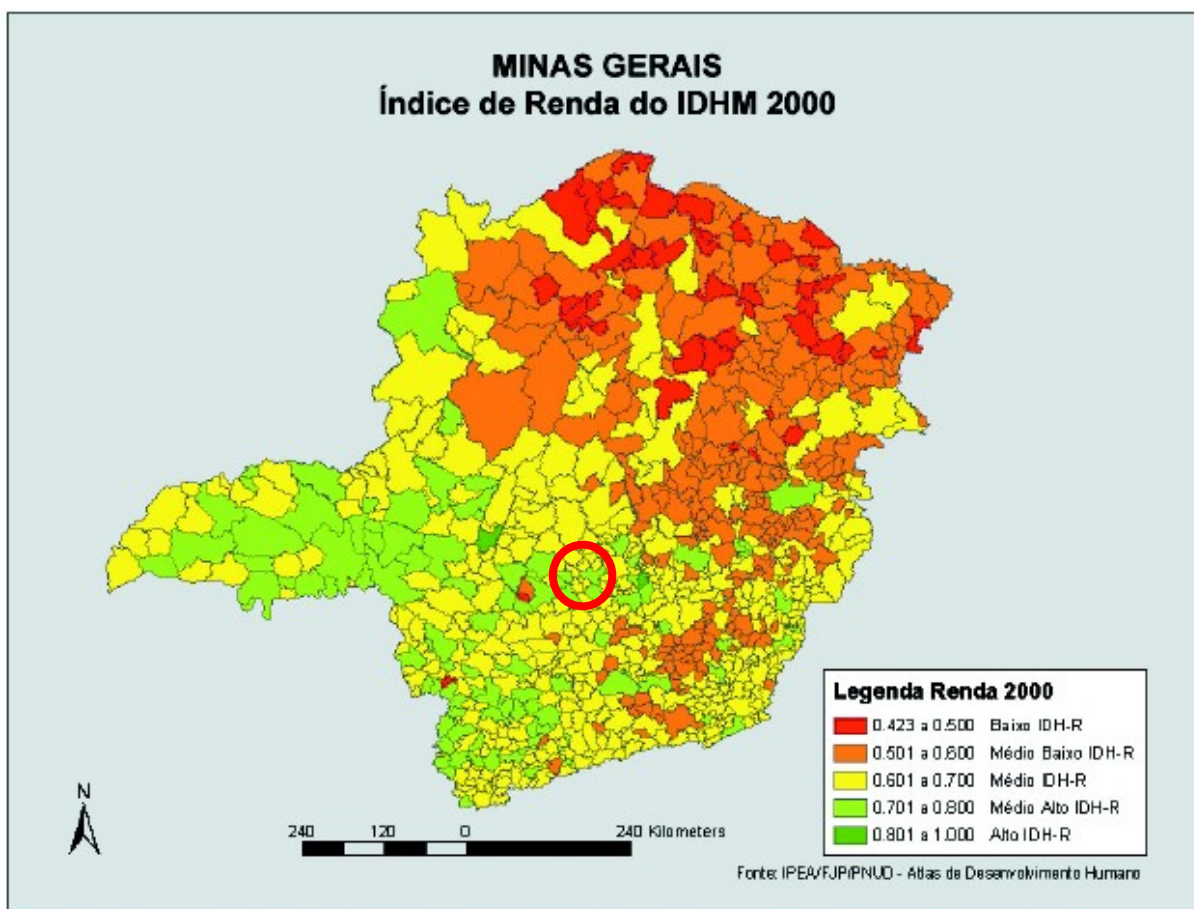 MINAS GERAIS
Índice de Renda do IDHM 2000
Legenda Renda 2000
0.423 a 0.500 Baixo IDH-R
0.501 a 0.600 Médio Baixo IDH-R
0.601 a 0.700 Médio IDH-R
0.701 a 0.800 Médio Alto IDH-R
0.801 a 1.000 Alto IDH-R
N
240 120 0 240 Kilometers
Fonte: IPEA/FJP/PNUD - Atlas de Desenvolvimento Humano